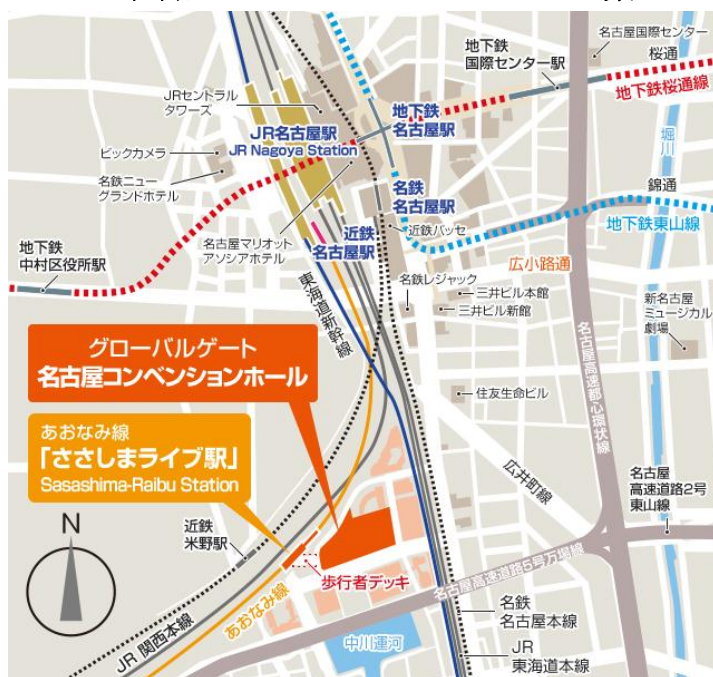 名古屋国際センター
桜通
地下鉄
国際センター駅
地下鉄桜通線
JRセントラル
タワーズ
地下鉄
名古屋駅
堀川
JR名古屋駅
JR Nagoya Station
ビックカメラ
名鉄ニュー
グランドホテル
名鉄
名古屋駅
錦通
地下鉄東山線
近鉄パッセ
地下鉄
中村区役所駅
名古屋マリオット
アソシアホテル
近鉄
名古屋駅
広小路通
東海道新幹線
名鉄レジャック
三井ビル本館
三井ビル新館
新名古屋
ミュージカル
劇場
グローバルゲート
名古屋コンベンションホール
名古屋高速都心環状線
住友生命ビル
あおなみ線
「ささしまライブ駅」
Sasashima-Raibu Station
広井町線
名古屋
高速道路2号
東山線
N
近鉄
米野駅
歩行者デッキ
名古屋高速道路5号万場線
あおなみ線
JR 関西本線
中川運河
名鉄
名古屋本線
JR
東海道本線